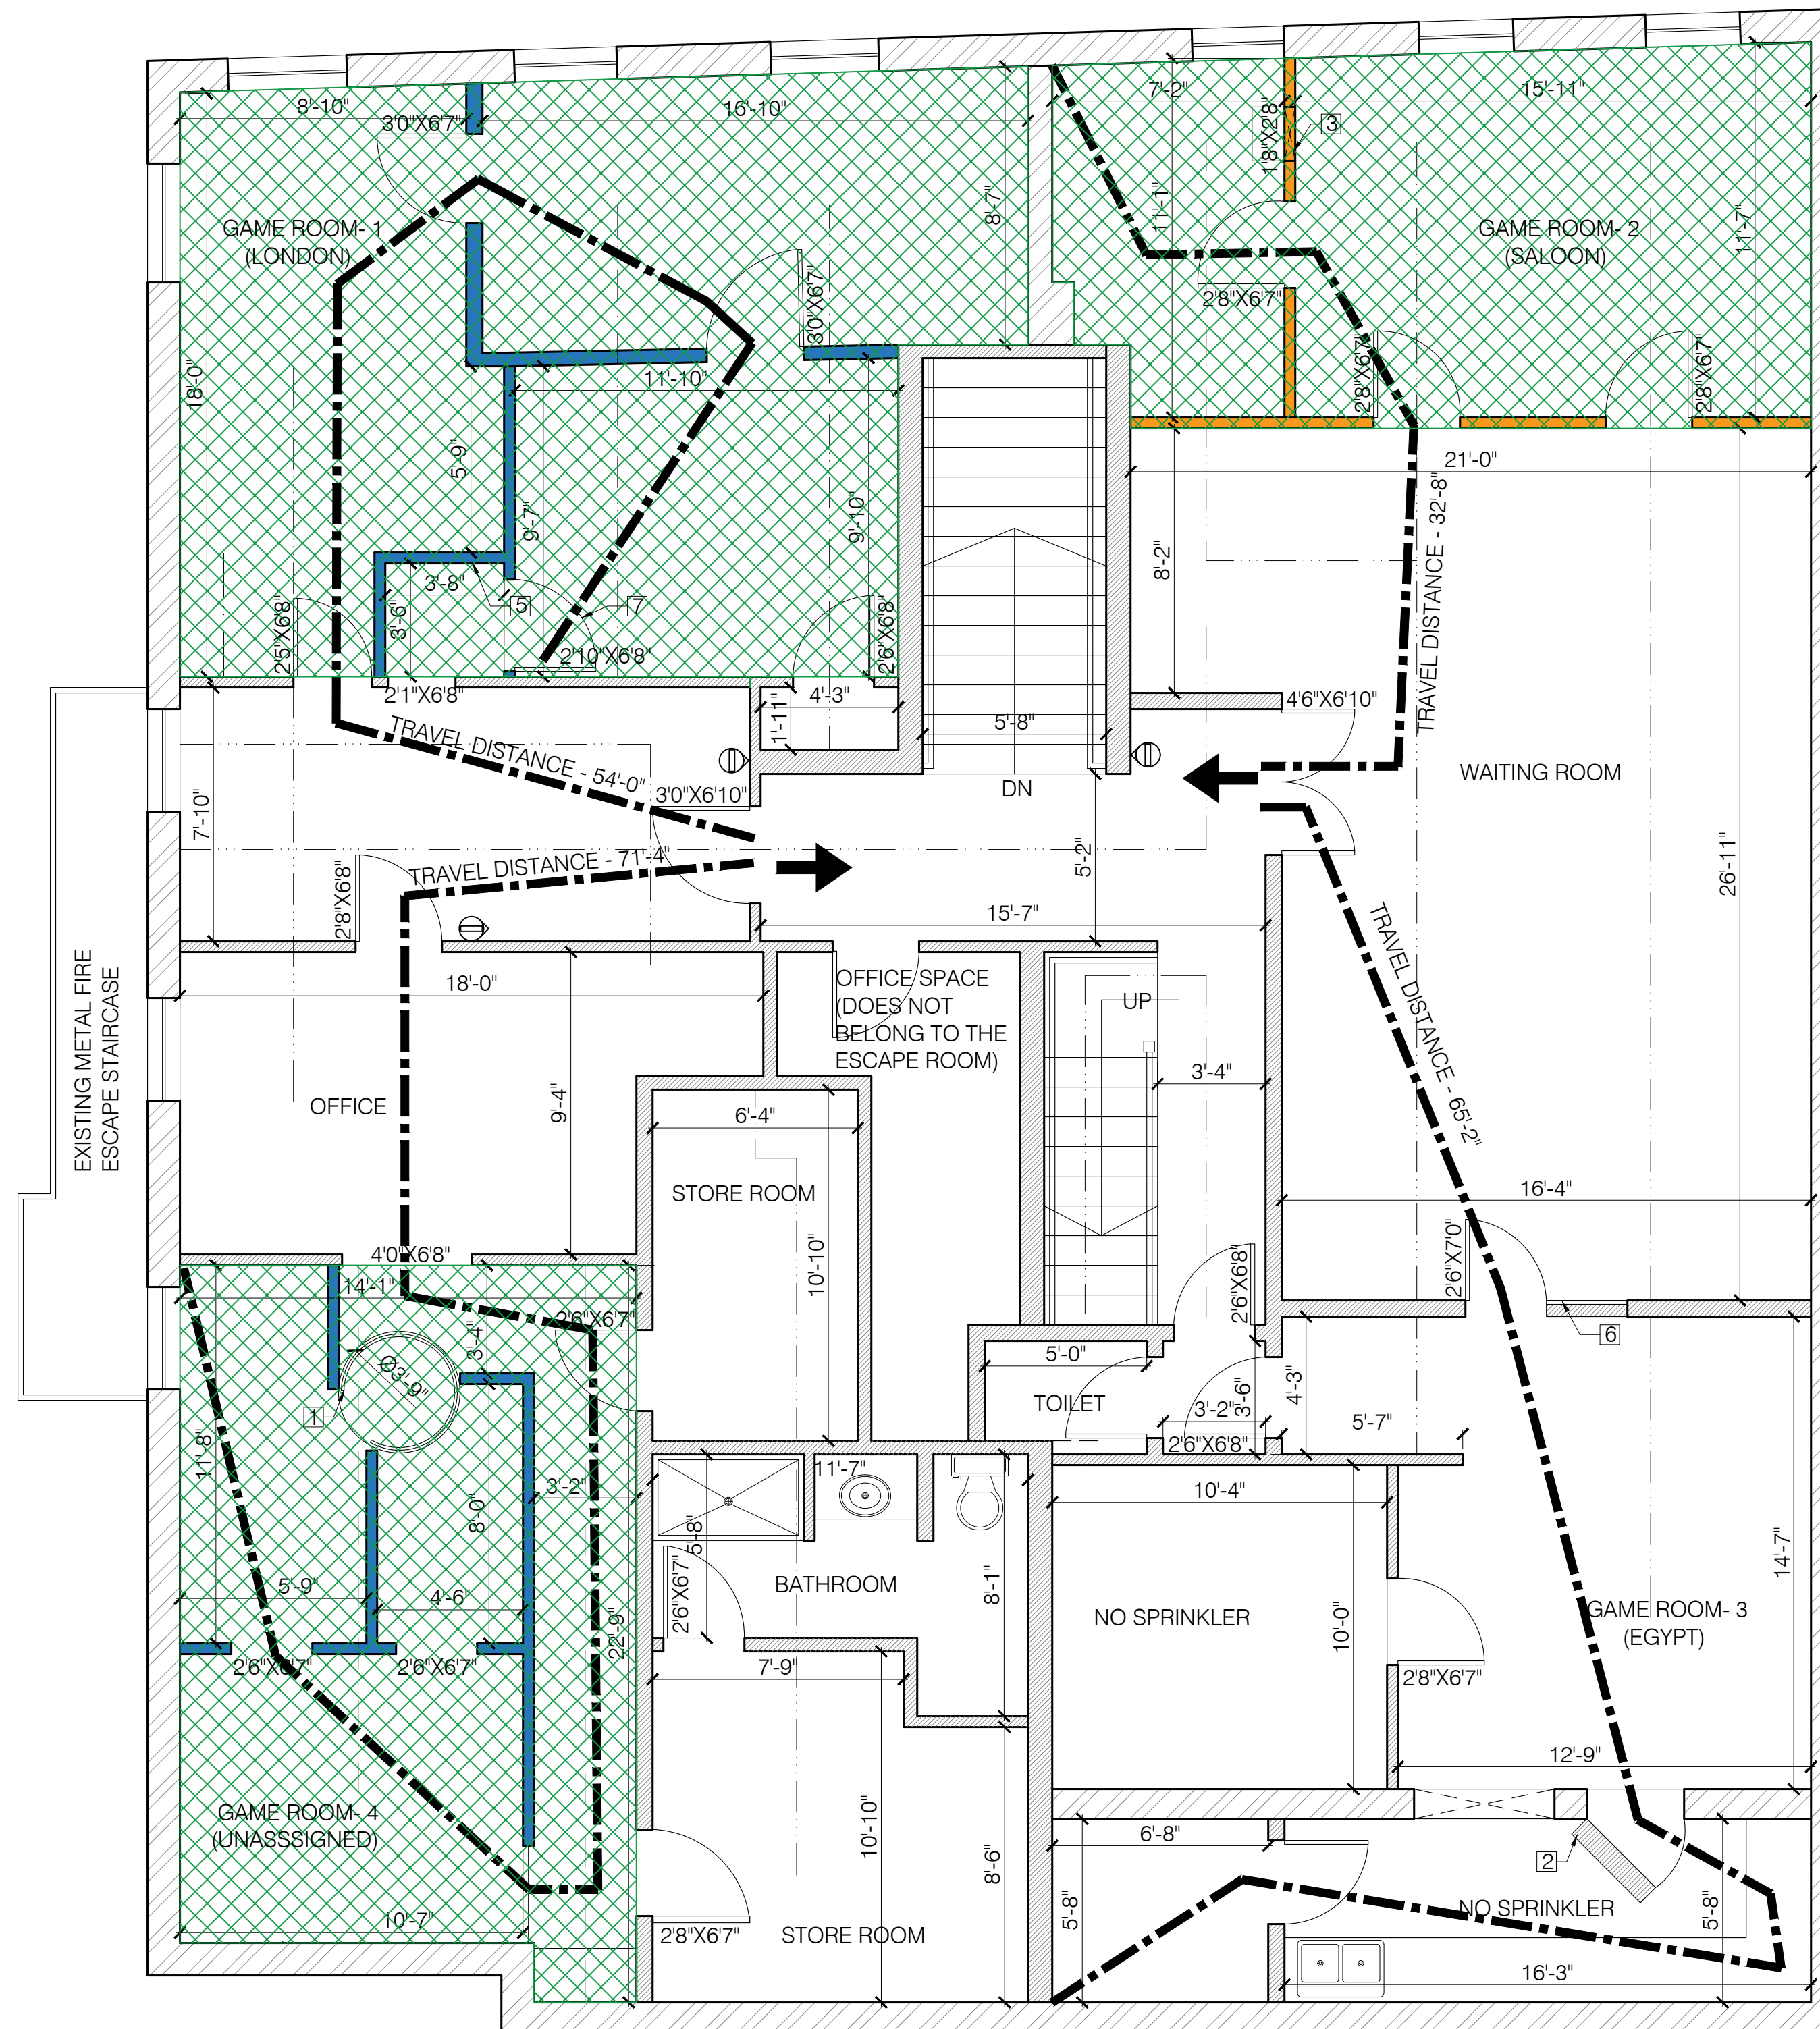 8'-10"
16'-10"
7'-2"
15'-11"
3'0"X6'7"
1'8"X2'8"
3
8'-7"
11'-1"
11'-7"
GAME ROOM- 1
(LONDON)
GAME ROOM- 2
(SALOON)
3'0"X6'7"
2'8"X6'7"
18'-0"
11'-10"
2'8"X6'7"
2'8"X6'7"
5'-9"
9'-7"
9'-10"
21'-0"
TRAVEL DISTANCE - 32'-8"
8'-2"
3'-8"
5
7
2'5"X6'8"
3'-6"
2'10"X6'8"
2'6"X6'8"
2'1"X6'8"
4'-3"
1'-11"
5'-8"
4'6"X6'10"
TRAVEL DISTANCE - 54'-0"
WAITING ROOM
DN
3'0"X6'10"
7'-10"
TRAVEL DISTANCE - 71'-4"
5'-2"
2'8"X6'8"
26'-11"
15'-7"
TRAVEL DISTANCE - 65'-2"
EXISTING METAL FIRE
ESCAPE STAIRCASE
18'-0"
OFFICE SPACE
(DOES NOT
BELONG TO THE
ESCAPE ROOM)
UP
3'-4"
OFFICE
9'-4"
6'-4"
STORE ROOM
16'-4"
10'-10"
4'0"X6'8"
2'6"X6'8"
2'6"X7'0"
14'-1"
2'6"X6'7"
6
3'-4"
Ø3'-9"
5'-0"
TOILET
3'-2"
3'-6"
4'-3"
5'-7"
1
2'6"X6'8"
11'-8"
3'-2"
8'-0"
11'-7"
10'-4"
5'-8"
2'6"X6'7"
BATHROOM
8'-1"
14'-7"
5'-9"
4'-6"
22'-9"
NO SPRINKLER
10'-0"
GAME ROOM- 3
(EGYPT)
2'6"X6'7"
2'6"X6'7"
7'-9"
2'8"X6'7"
12'-9"
GAME ROOM- 4
(UNASSSIGNED)
10'-10"
6'-8"
8'-6"
2
5'-8"
NO SPRINKLER
5'-8"
10'-7"
2'8"X6'7"
STORE ROOM
16'-3"